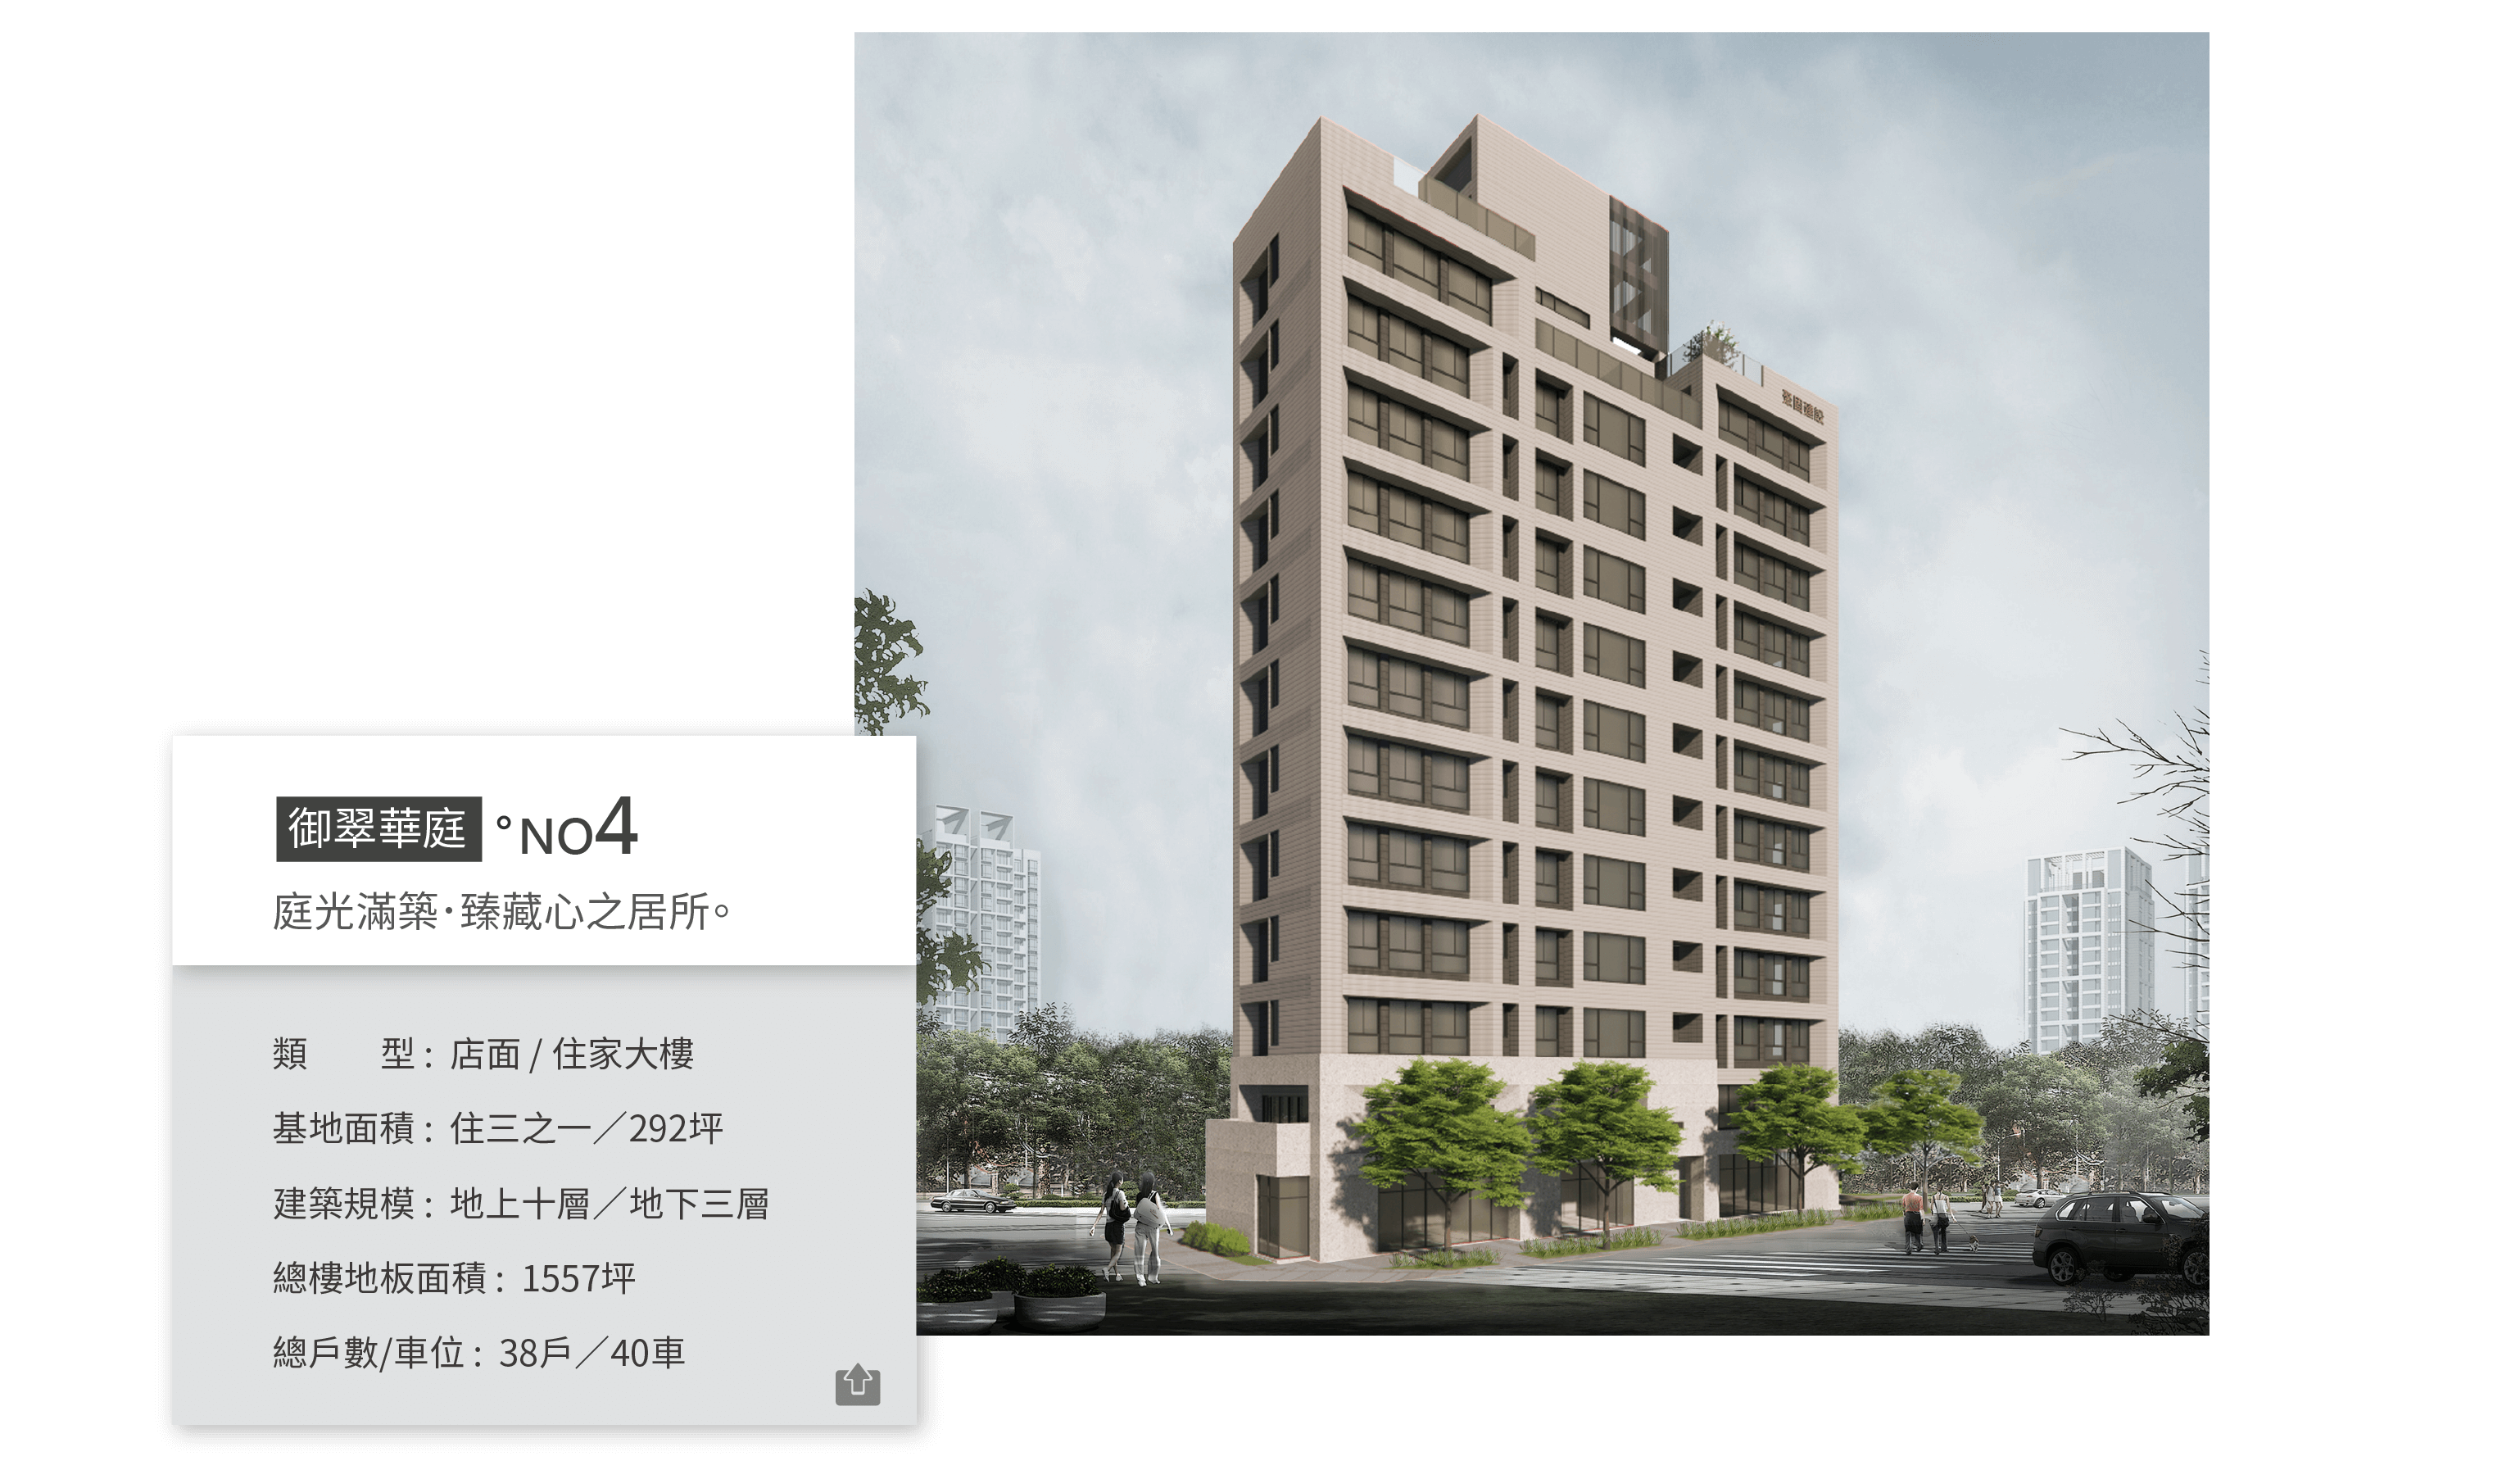 御翠華庭 °NO4
庭光滿築·臻藏心之居所。
類　　型：店面 / 住家大樓
基地面積：住三之一／292坪
建築規模：地上十層／地下三層
總樓地板面積：1557坪
總戶數/車位：38戶／40車